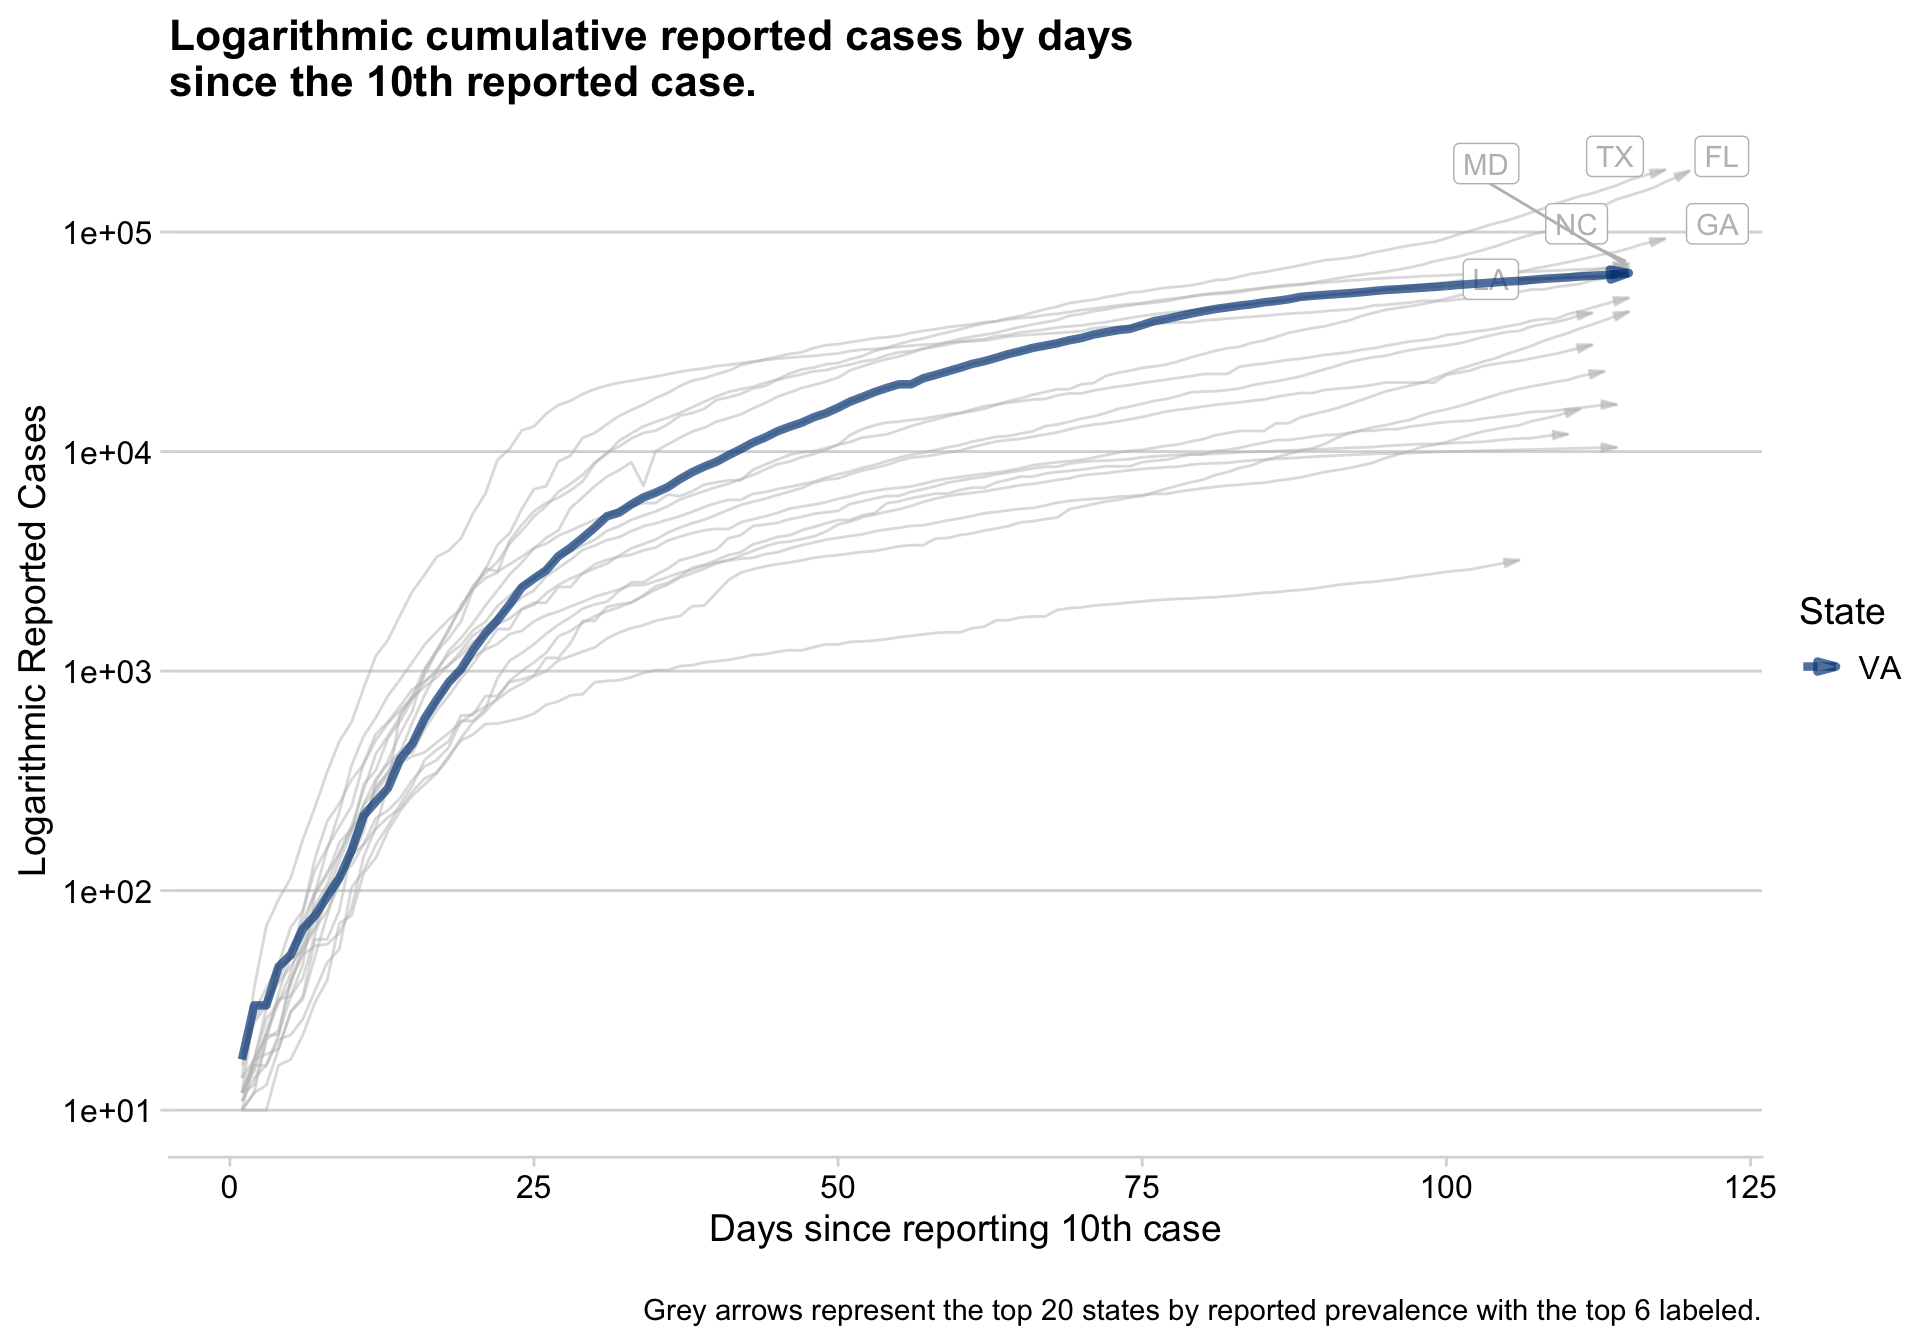 Logarithmic cumulative reported cases by days
since the 10th reported case.
MD
TX
FL
NC
GA
LA
1e+05
1e+04
1e+03
1e+02
1e+01
Logarithmic Reported Cases
State
VA
0 25 50 75 100 125
Days since reporting 10th case
Grey arrows represent the top 20 states by reported prevalence with the top 6 labeled.